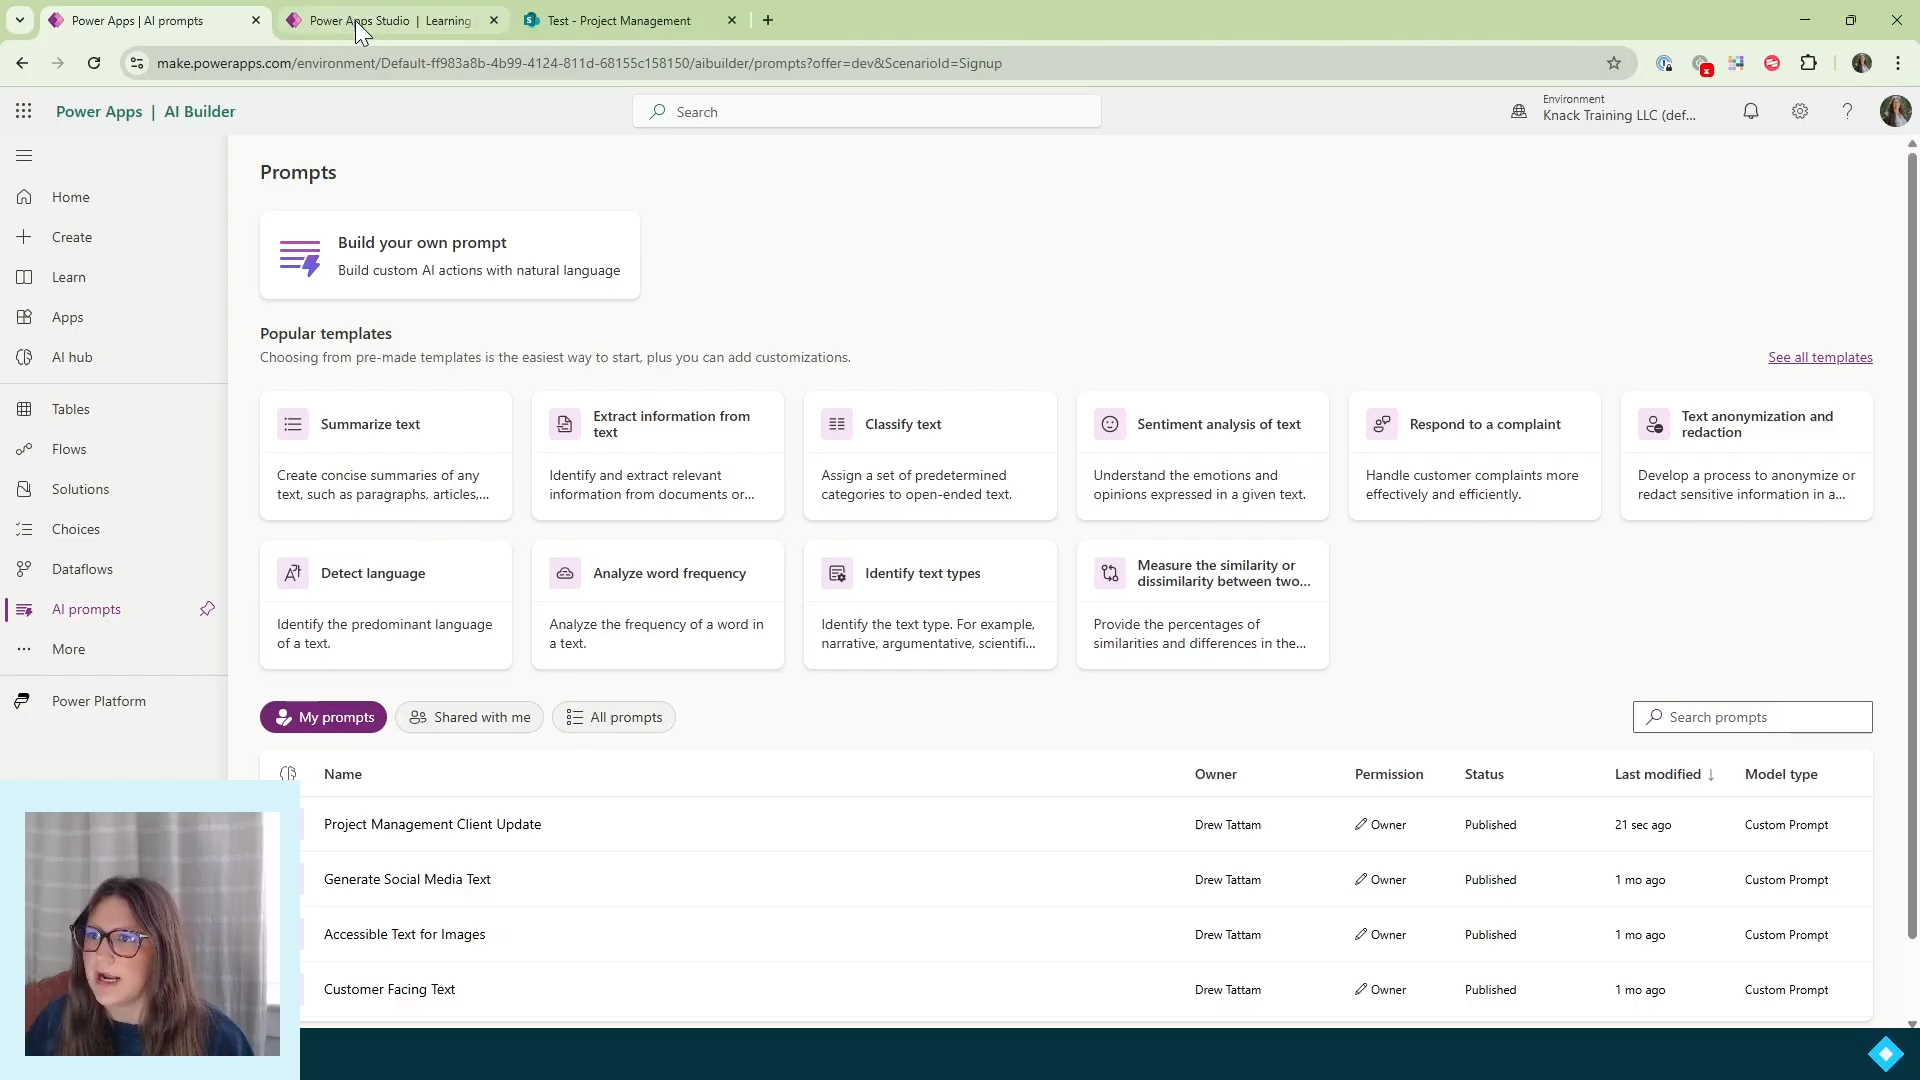 Power Apps | AI prompts
Power Apps Studio | Learning
Test - Project Management
make.powerapps.com/environment/Default-ff983a8b-4b99-4124-811d-68155c158150/aibuilder/prompts?offer=dev&ScenarioId=Signup
Power Apps | AI Builder
Search
Environment
Knack Training LLC (def...
Home
Create
Learn
Apps
AI hub
Tables
Flows
Solutions
Choices
Dataflows
AI prompts
More
Power Platform
Prompts
Build your own prompt
Build custom AI actions with natural language
Popular templates
Choosing from pre-made templates is the easiest way to start, plus you can add customizations.
See all templates
Summarize text
Create concise summaries of any
text, such as paragraphs, articles,...
Extract information from
text
Identify and extract relevant
information from documents or...
Classify text
Assign a set of predetermined
categories to open-ended text.
Sentiment analysis of text
Understand the emotions and
opinions expressed in a given text.
Respond to a complaint
Handle customer complaints more
effectively and efficiently.
Text anonymization and
redaction
Develop a process to anonymize or
redact sensitive information in a...
Detect language
Identify the predominant language
of a text.
Analyze word frequency
Analyze the frequency of a word in
a text.
Identify text types
Identify the text type. For example,
narrative, argumentative, scientifi...
Measure the similarity or
dissimilarity between two...
Provide the percentages of
similarities and differences in the...
My prompts
Shared with me
All prompts
Search prompts
Name Owner Permission Status Last modified ↓ Model type
Project Management Client Update Drew Tattam Owner Published 21 sec ago Custom Prompt
Generate Social Media Text Drew Tattam Owner Published 1 mo ago Custom Prompt
Accessible Text for Images Drew Tattam Owner Published 1 mo ago Custom Prompt
Customer Facing Text Drew Tattam Owner Published 1 mo ago Custom Prompt